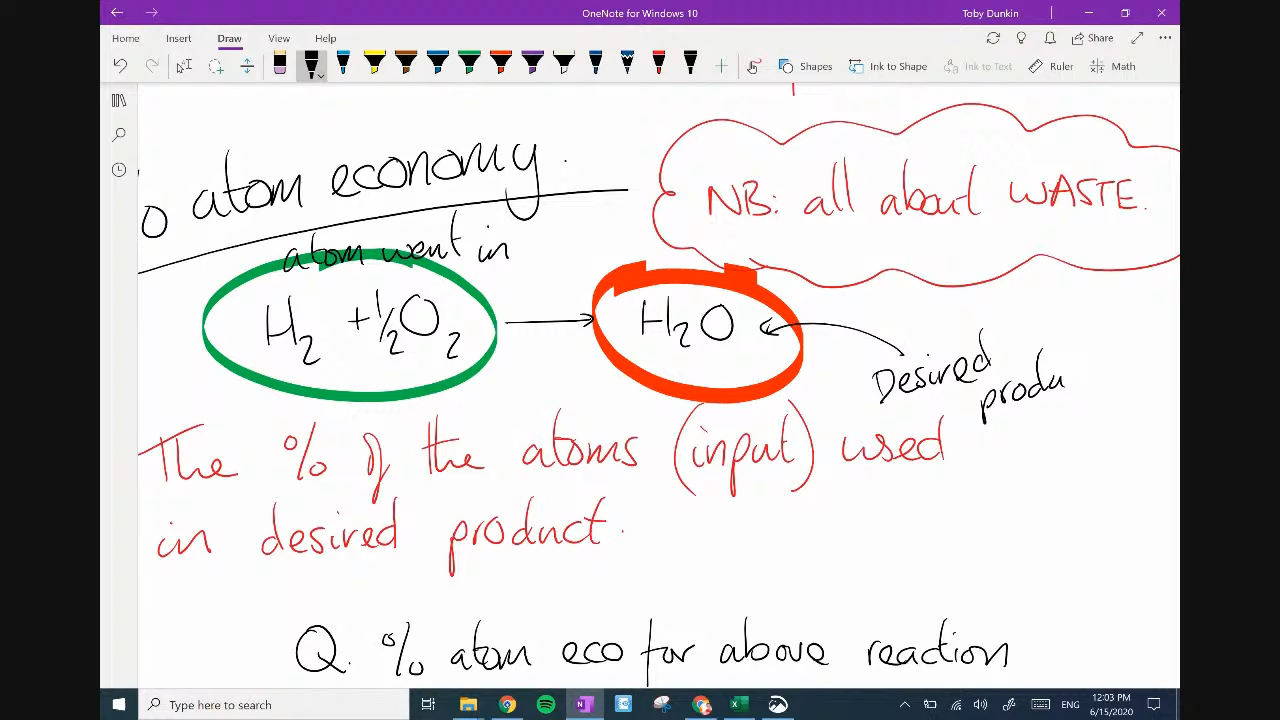 OneNote for Windows 10
Toby Dunkin
Home Insert Draw View Help
Share
Shapes Ink to Shape Ink to Text Ruler Math
o atom economy.
NB: all about WASTE.
atom went in
H2 + 1/2 O2 → H2O
Desired
produ
The % of the atoms (input) used
in desired product.
Q. % atom eco for above reaction
Type here to search
ENG
12:03 PM
6/15/2020